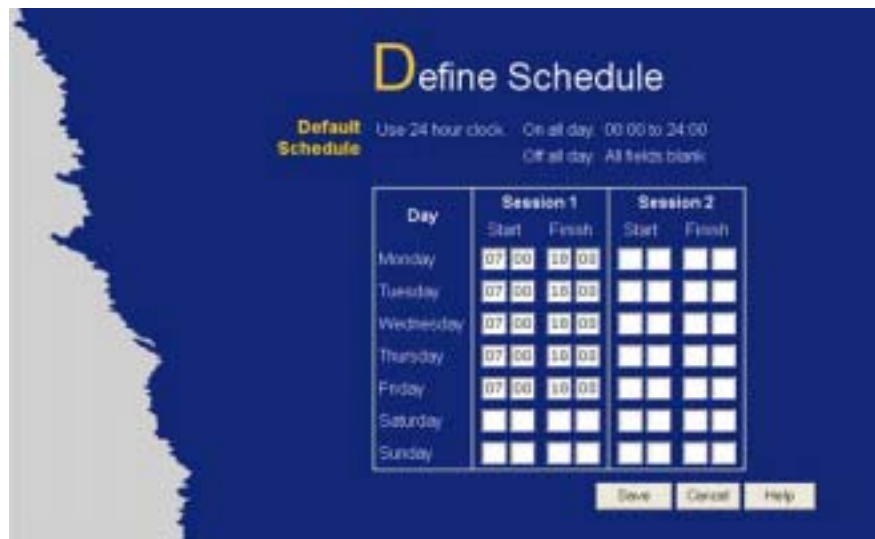 Define Schedule
Default Schedule
Use 24 hour clock. On all day: 00:00 to 24:00
Off all day: All fields blank
Day Session 1 Session 2
Start Finish Start Finish
Monday 07 00 18 00
Tuesday 07 00 18 00
Wednesday 07 00 18 00
Thursday 07 00 18 00
Friday 07 00 18 00
Saturday
Sunday
Save Cancel Help